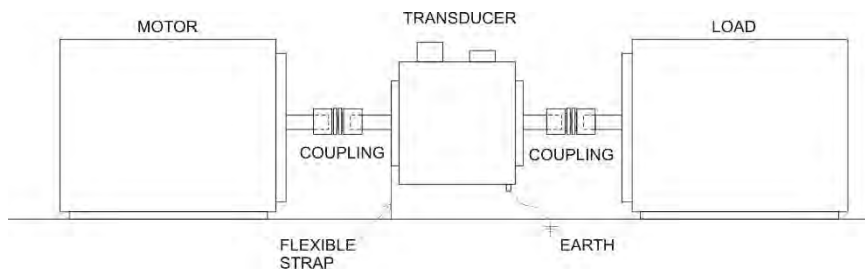 TRANSDUCER
MOTOR
LOAD
COUPLING
COUPLING
FLEXIBLE
STRAP
EARTH